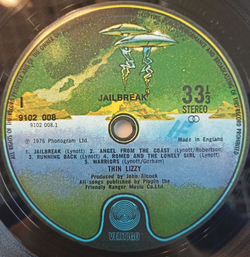 JAILBREAK
1
33 1/3
STEREO
9102 008
9102 008.1
℗ 1976 Phonogram Ltd.
Made in England
1. JAILBREAK (Lynott) 2. ANGEL FROM THE COAST (Lynott/Robertson)
3. RUNNING BACK (Lynott) 4. ROMEO AND THE LONELY GIRL (Lynott)
5. WARRIORS (Lynott/Gorham)
THIN LIZZY
Produced by John Alcock
All songs published by Pippin the
Friendly Ranger Music Co.Ltd.
VERTIGO